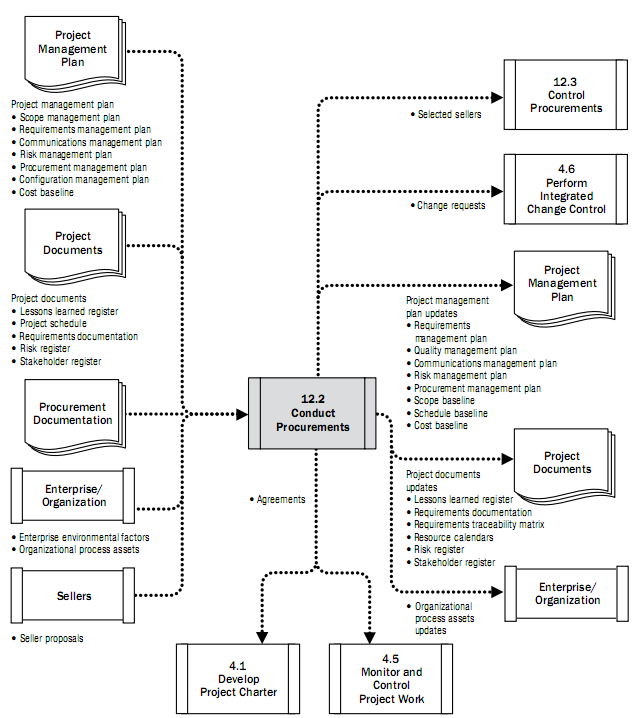 Project
Management
Plan
Project management plan
• Scope management plan
• Requirements management plan
• Communications management plan
• Risk management plan
• Procurement management plan
• Configuration management plan
• Cost baseline
Project
Documents
Project documents
• Lessons learned register
• Project schedule
• Requirements documentation
• Risk register
• Stakeholder register
Procurement
Documentation
Enterprise/
Organization
• Enterprise environmental factors
• Organizational process assets
Sellers
• Seller proposals
12.2
Conduct
Procurements
• Agreements
4.1
Develop
Project Charter
4.5
Monitor and
Control
Project Work
12.3
Control
Procurements
• Selected sellers
4.6
Perform
Integrated
Change Control
• Change requests
Project
Management
Plan
Project management
plan updates
• Requirements
management plan
• Quality management plan
• Communications management plan
• Risk management plan
• Procurement management plan
• Scope baseline
• Schedule baseline
• Cost baseline
Project
Documents
Project documents
updates
• Lessons learned register
• Requirements documentation
• Requirements traceability matrix
• Resource calendars
• Risk register
• Stakeholder register
Enterprise/
Organization
• Organizational
process assets
updates